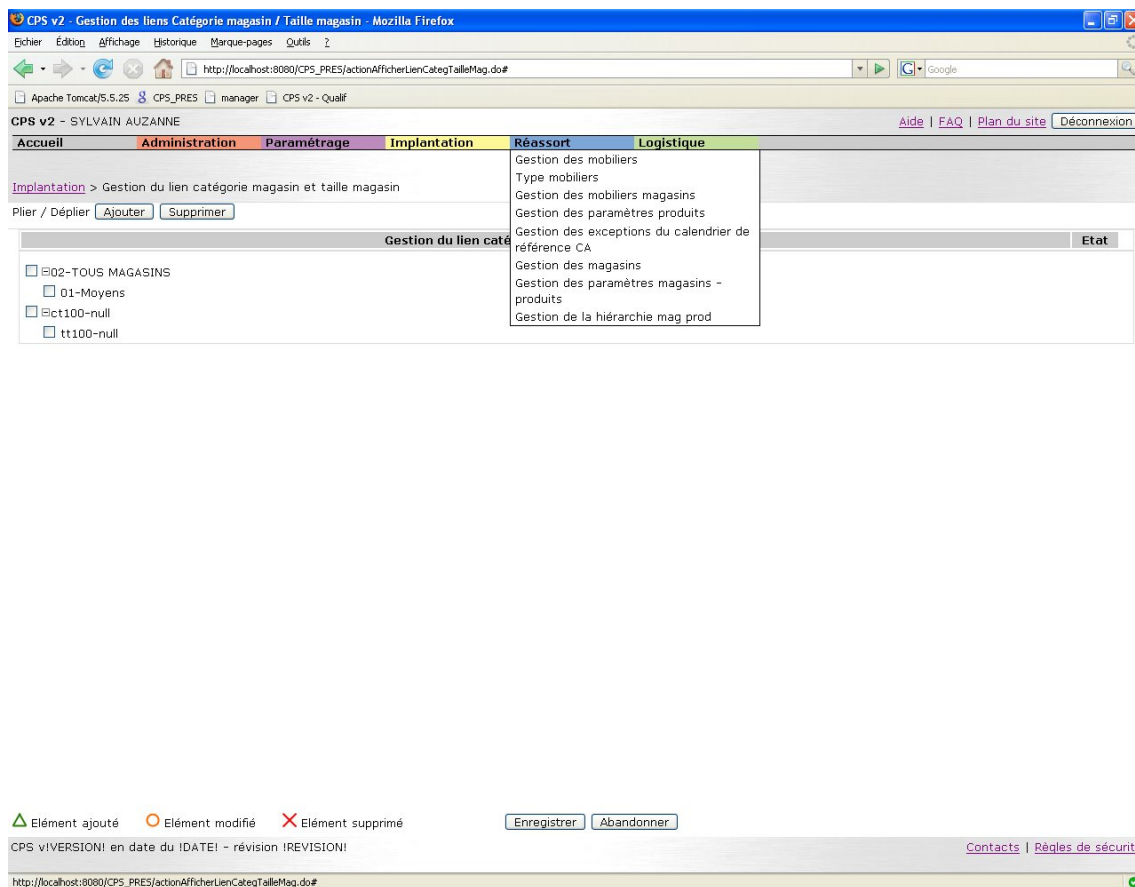 CPS v2 - Gestion des liens Catégorie magasin / Taille magasin - Mozilla Firefox
Fichier Édition Affichage Historique Marque-pages Outils ?
http://localhost:8080/CPS_PRES/actionAfficherLienCategTailleMag.do#
Google
Apache Tomcat/5.5.25 CPS_PRES manager CPS v2 - Qualif
CPS v2 - SYLVAIN AUZANNE Aide | FAQ | Plan du site Déconnexion
Accueil Administration Paramétrage Implantation Réassort Logistique
Gestion des mobiliers
Type mobiliers
Gestion des mobiliers magasins
Gestion des paramètres produits
Gestion des exceptions du calendrier de
référence CA
Gestion des magasins
Gestion des paramètres magasins -
produits
Gestion de la hiérarchie mag prod
Implantation > Gestion du lien catégorie magasin et taille magasin
Plier / Déplier Ajouter Supprimer
Gestion du lien caté Etat
02-TOUS MAGASINS
01-Moyens
ct100-null
tt100-null
Elément ajouté Elément modifié Elément supprimé Enregistrer Abandonner
CPS v!VERSION! en date du !DATE! - révision !REVISION! Contacts | Règles de sécurit
http://localhost:8080/CPS_PRES/actionAfficherLienCategTailleMag.do#